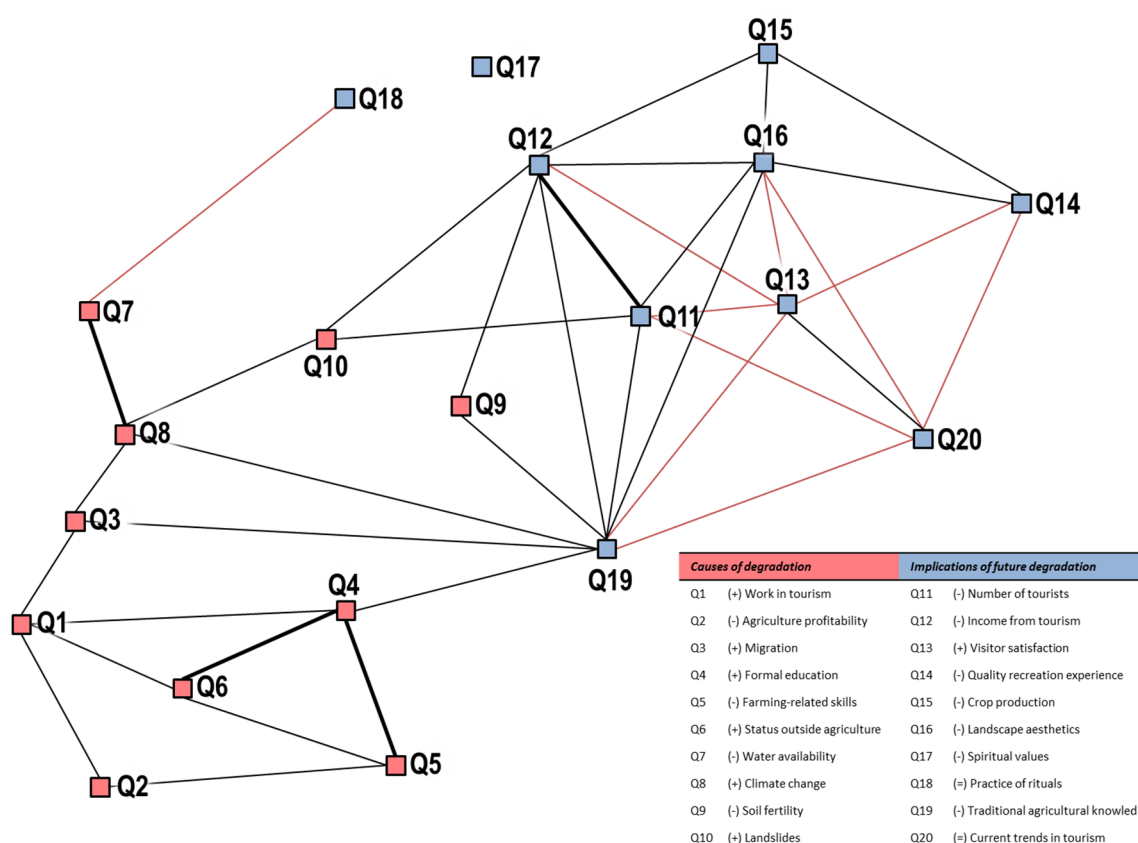 Q15
Q17
Q18
Q12
Q16
Q14
Q13
Q7
Q11
Q10
Q9
Q8
Q20
Q3
Q19
Q4
Q1
Q6
Q5
Q2
Causes of degradation Implications of future degradation
Q1 (+) Work in tourism Q11 (-) Number of tourists
Q2 (-) Agriculture profitability Q12 (-) Income from tourism
Q3 (+) Migration Q13 (+) Visitor satisfaction
Q4 (+) Formal education Q14 (-) Quality recreation experience
Q5 (-) Farming-related skills Q15 (-) Crop production
Q6 (+) Status outside agriculture Q16 (-) Landscape aesthetics
Q7 (-) Water availability Q17 (-) Spiritual values
Q8 (+) Climate change Q18 (=) Practice of rituals
Q9 (-) Soil fertility Q19 (-) Traditional agricultural knowled
Q10 (+) Landslides Q20 (=) Current trends in tourism